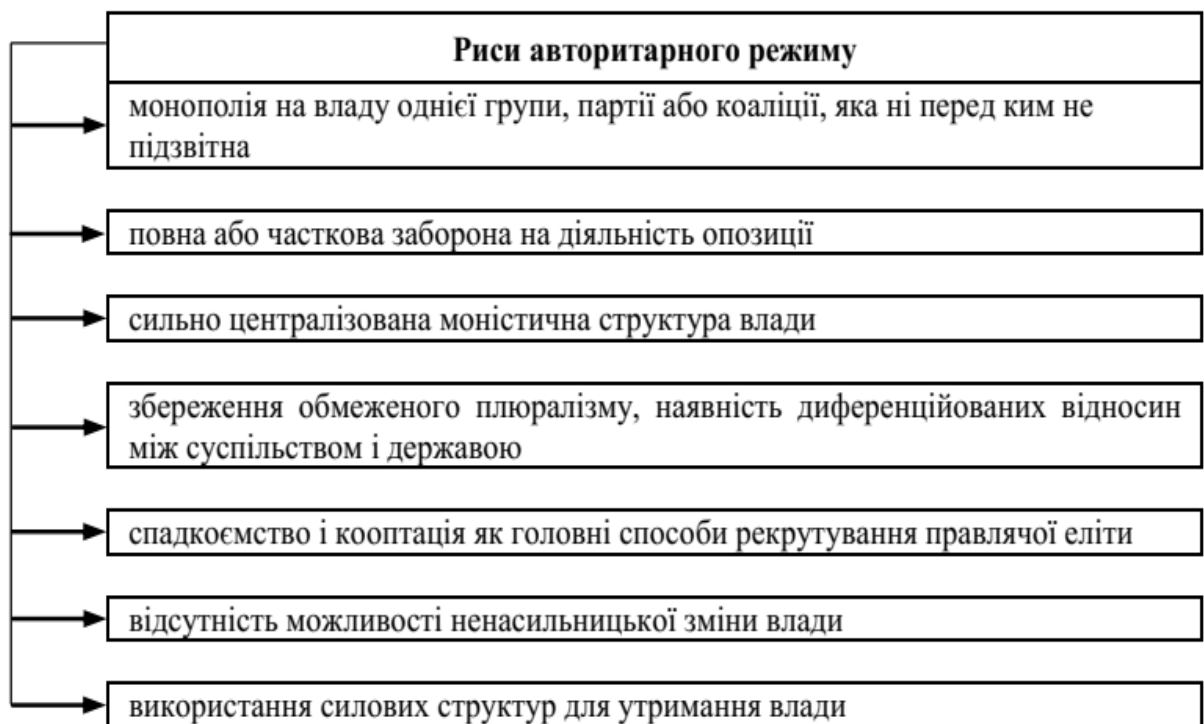 Риси авторитарного режиму
монополія на владу однієї групи, партії або коаліції, яка ні перед ким не
підзвітна
повна або часткова заборона на діяльність опозиції
сильно централізована моністична структура влади
збереження обмеженого плюралізму, наявність диференційованих відносин
між суспільством і державою
спадкоємство і кооптація як головні способи рекрутування правлячої еліти
відсутність можливості ненасильницької зміни влади
використання силових структур для утримання влади